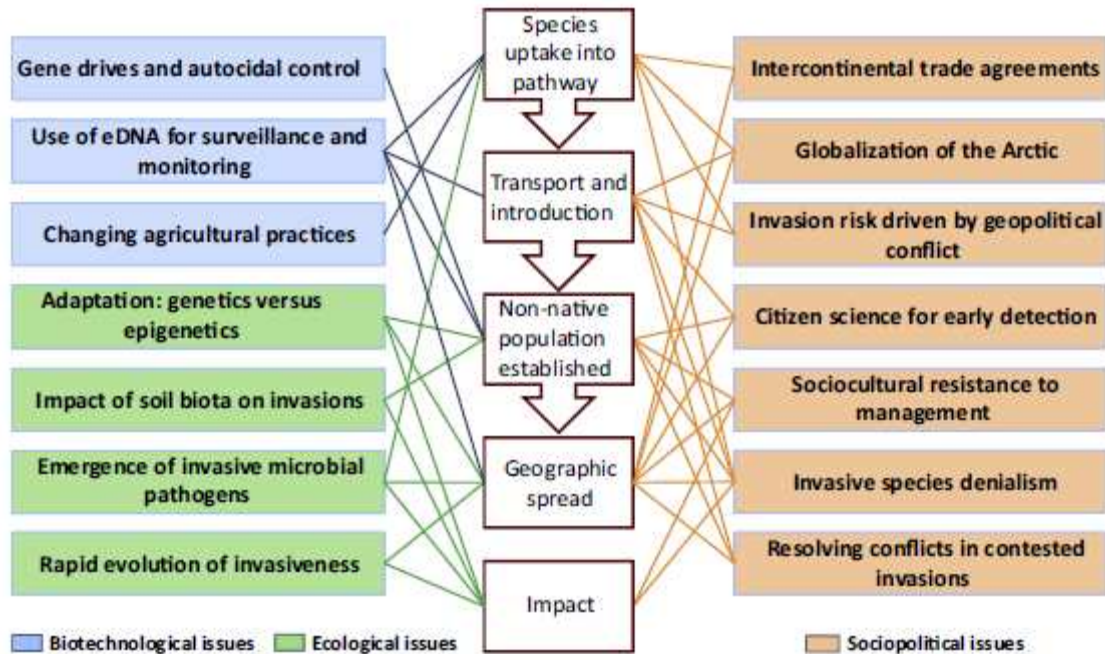 Gene drives and autocidal control
Use of eDNA for surveillance and
monitoring
Changing agricultural practices
Adaptation: genetics versus
epigenetics
Impact of soil biota on invasions
Emergence of invasive microbial
pathogens
Rapid evolution of invasiveness
Species
uptake into
pathway
Transport and
introduction
Non-native
population
established
Geographic
spread
Impact
Intercontinental trade agreements
Globalization of the Arctic
Invasion risk driven by geopolitical
conflict
Citizen science for early detection
Sociocultural resistance to
management
Invasive species denialism
Resolving conflicts in contested
invasions
Biotechnological issues
Ecological issues
Sociopolitical issues